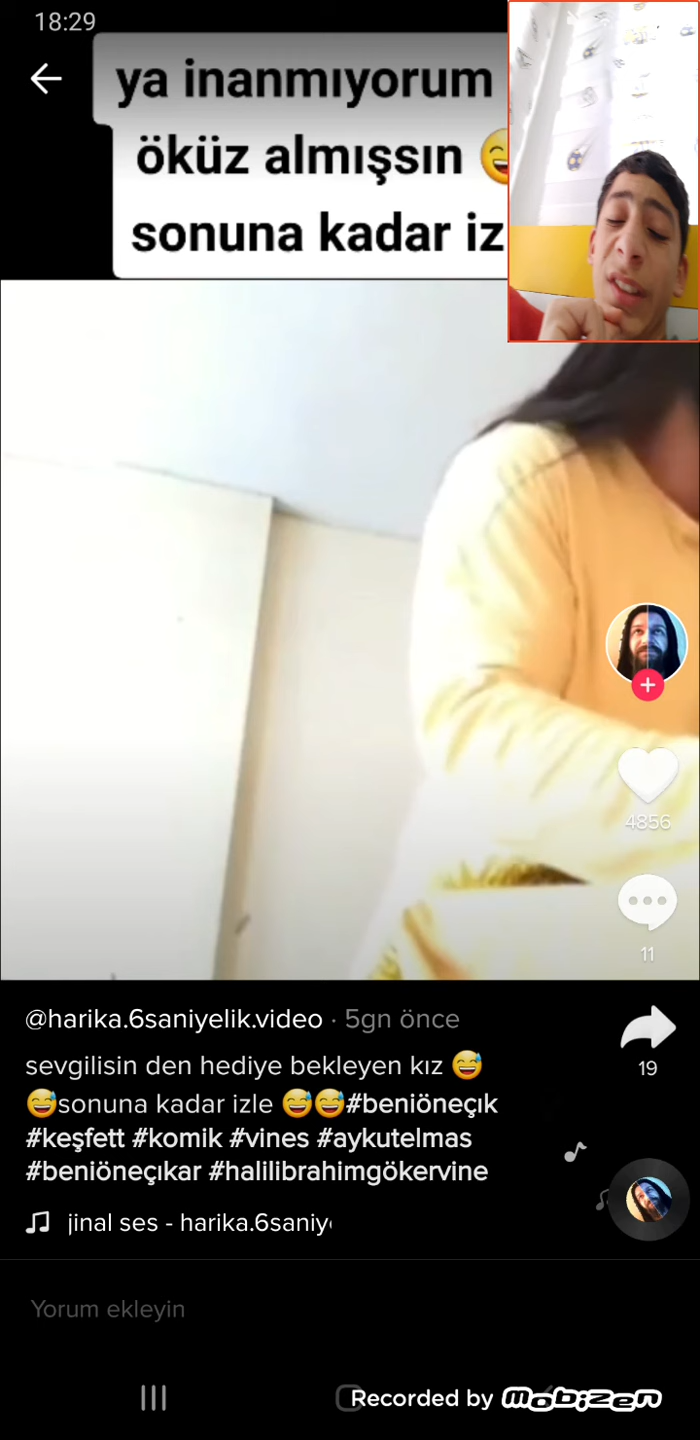 18:29
ya inanmıyorum
öküz almışsın 😅
sonuna kadar iz
4856
11
@harika.6saniyelik.video · 5gn önce
sevgilisin den hediye bekleyen kız 😅
😅sonuna kadar izle 😅😅#beniöneçık
#keşfett #komik #vines #aykutelmas
#beniöneçıkar #halilibrahimgökervine
19
jinal ses - harika.6saniy
Yorum ekleyin
Recorded by mobizen